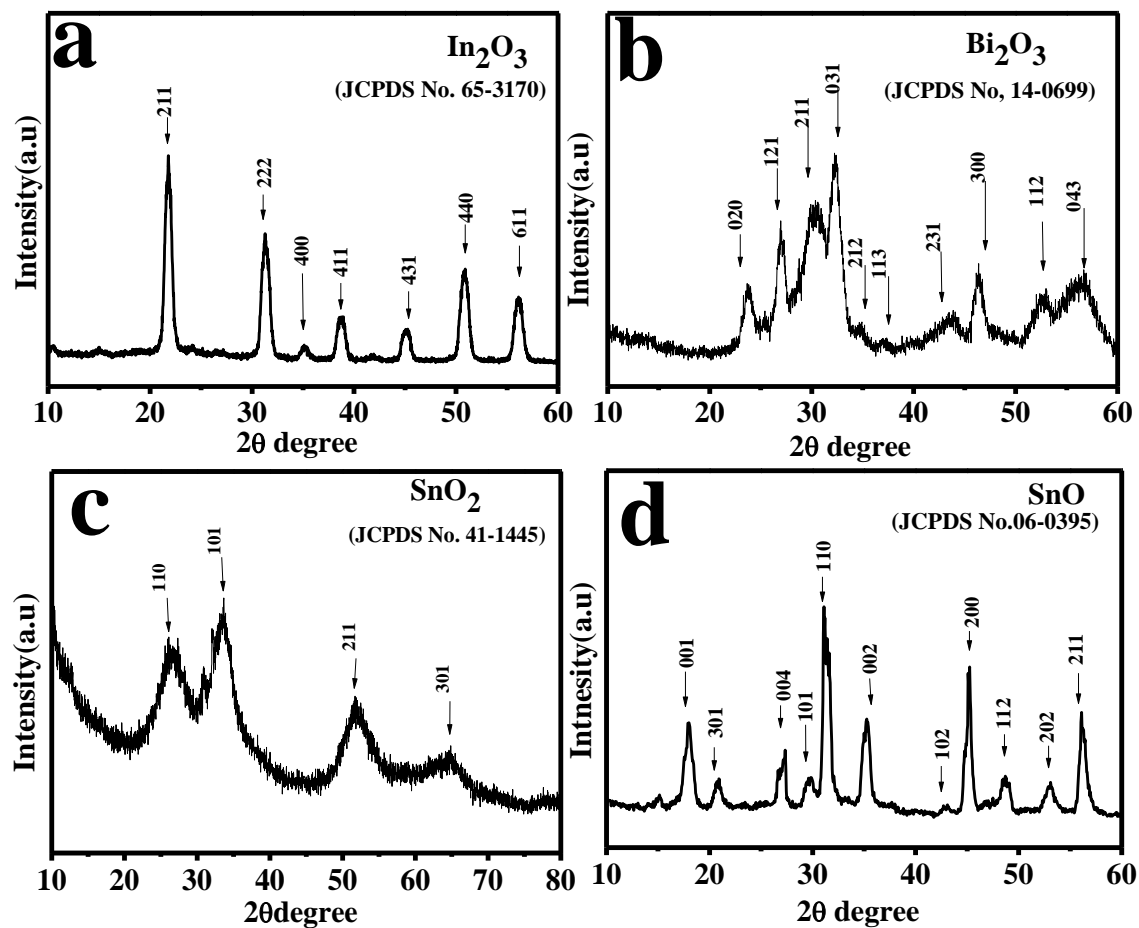 a
In2O3
(JCPDS No. 65-3170)
211
222
400
411
431
440
611
Intensity(a.u)
10 20 30 40 50 60
2θ degree
b
Bi2O3
(JCPDS No, 14-0699)
020
121
211
031
212
113
231
300
112
043
Intensity(a.u)
10 20 30 40 50 60
2θ degree
c
SnO2
(JCPDS No. 41-1445)
110
101
211
301
Intensity(a.u)
10 20 30 40 50 60 70 80
2θdegree
d
SnO
(JCPDS No.06-0395)
001
301
004
101
110
002
102
200
112
202
211
Intnesity(a.u)
10 20 30 40 50 60
2θ degree